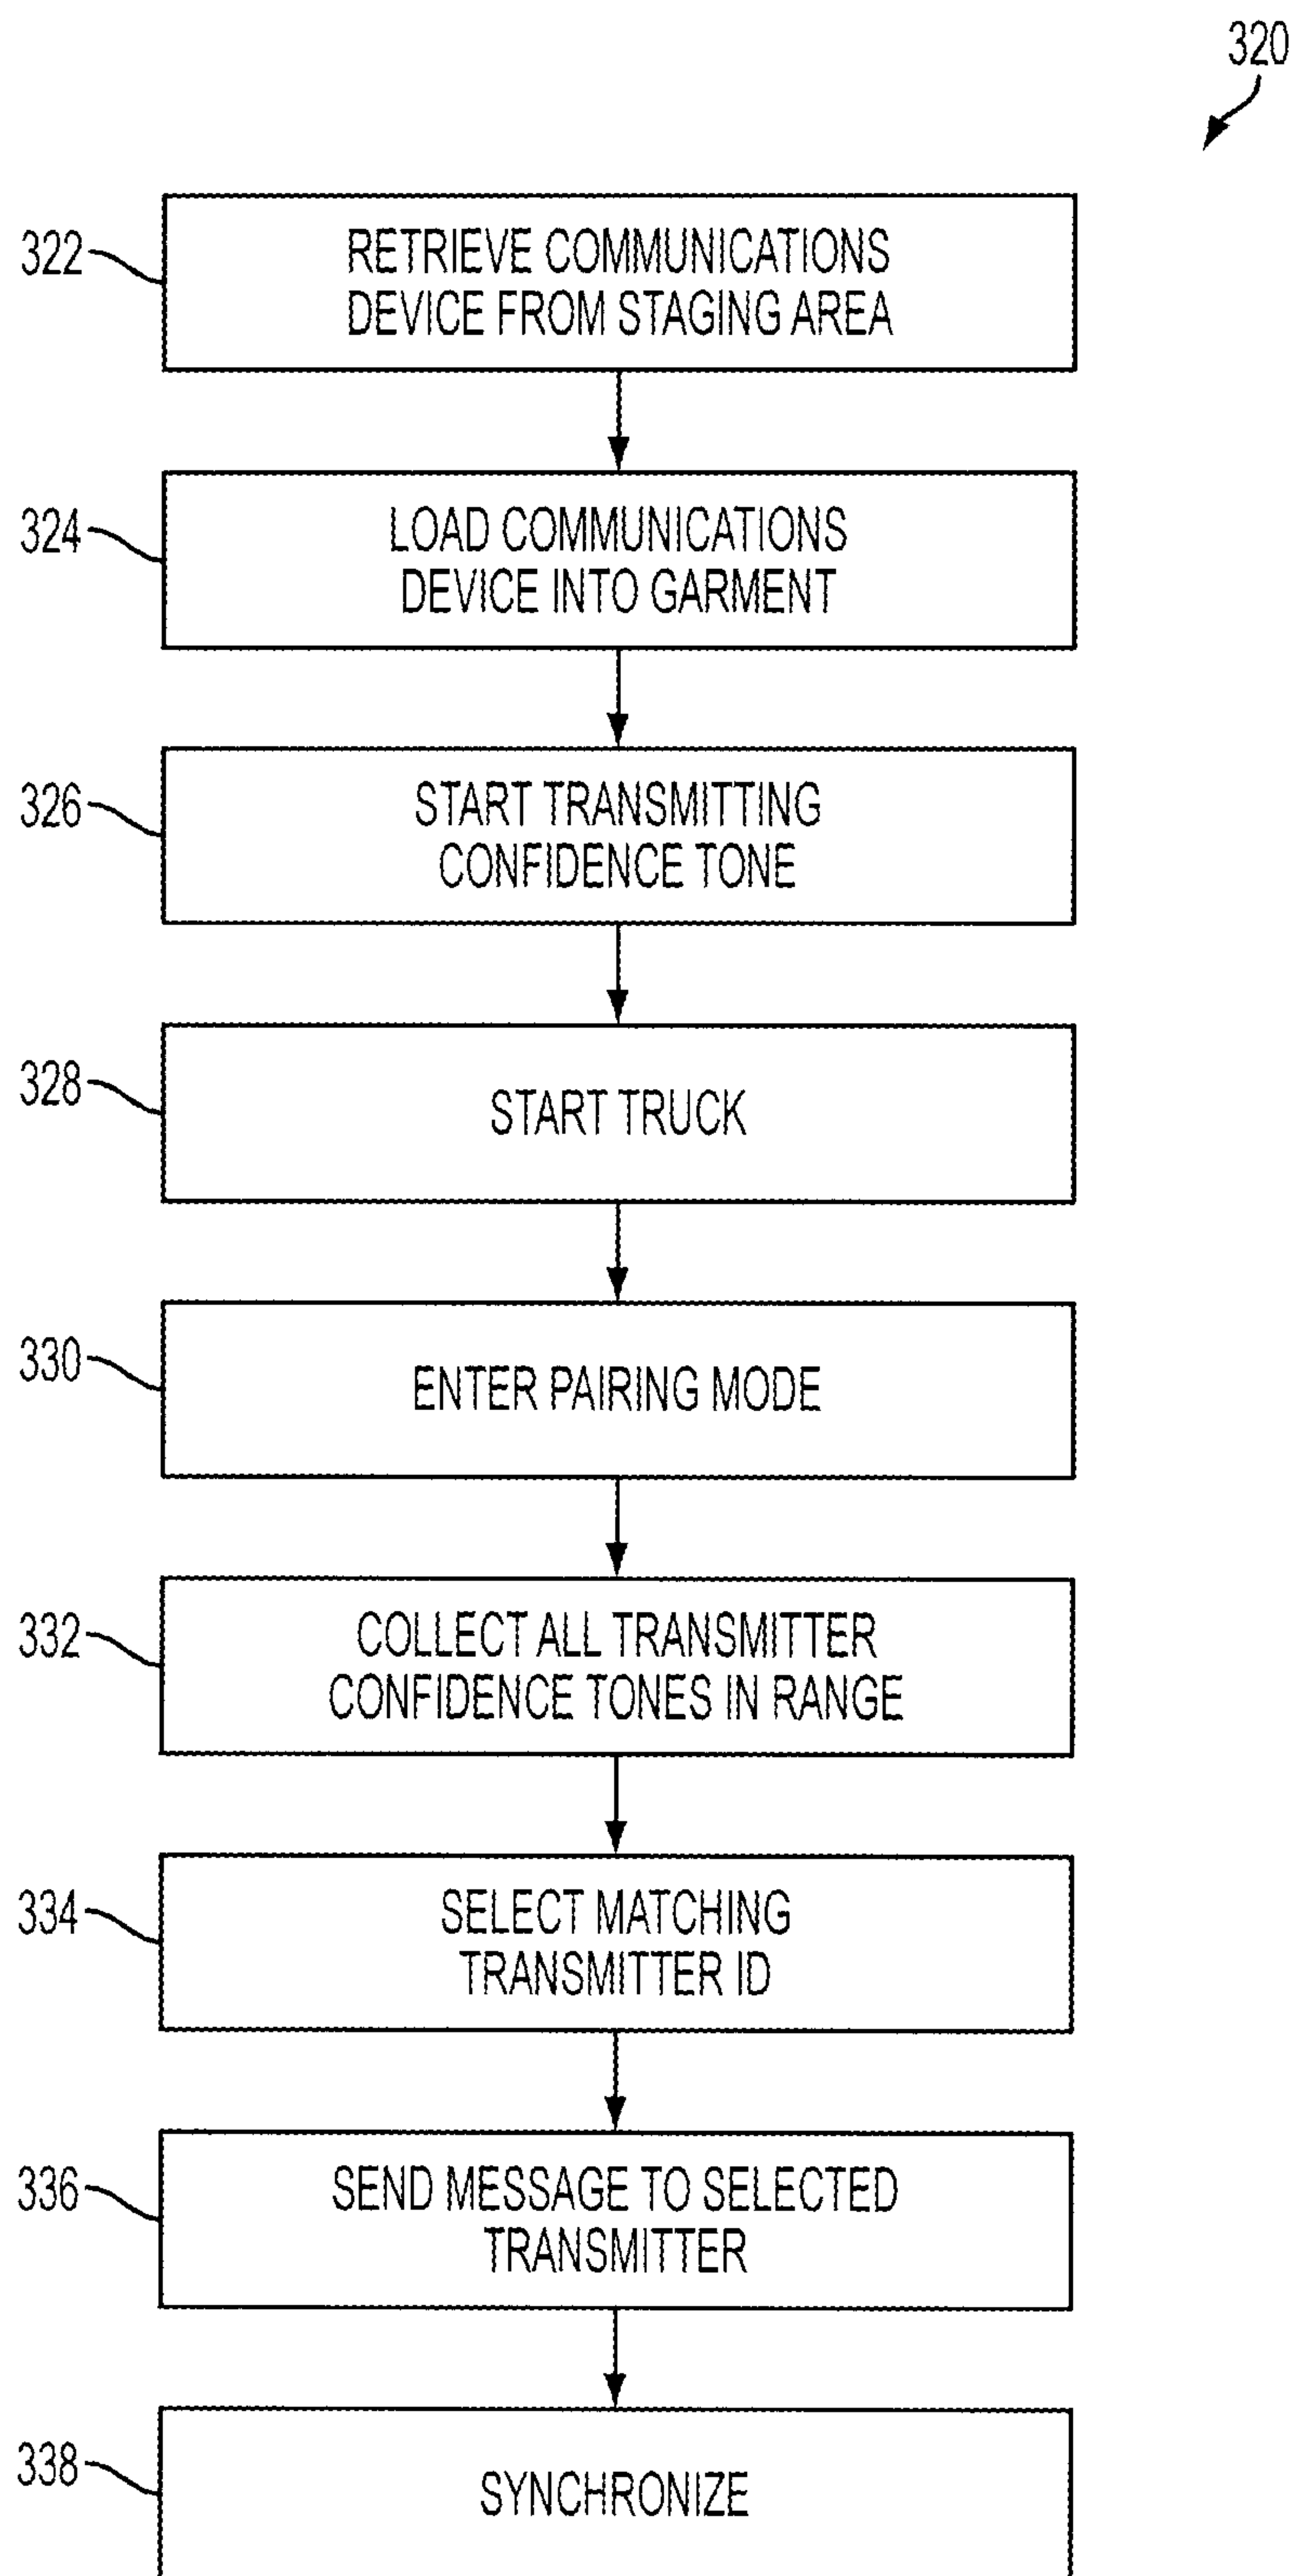 320
322
RETRIEVE COMMUNICATIONS
DEVICE FROM STAGING AREA
324
LOAD COMMUNICATIONS
DEVICE INTO GARMENT
326
START TRANSMITTING
CONFIDENCE TONE
328
START TRUCK
330
ENTER PAIRING MODE
332
COLLECT ALL TRANSMITTER
CONFIDENCE TONES IN RANGE
334
SELECT MATCHING
TRANSMITTER ID
336
SEND MESSAGE TO SELECTED
TRANSMITTER
338
SYNCHRONIZE